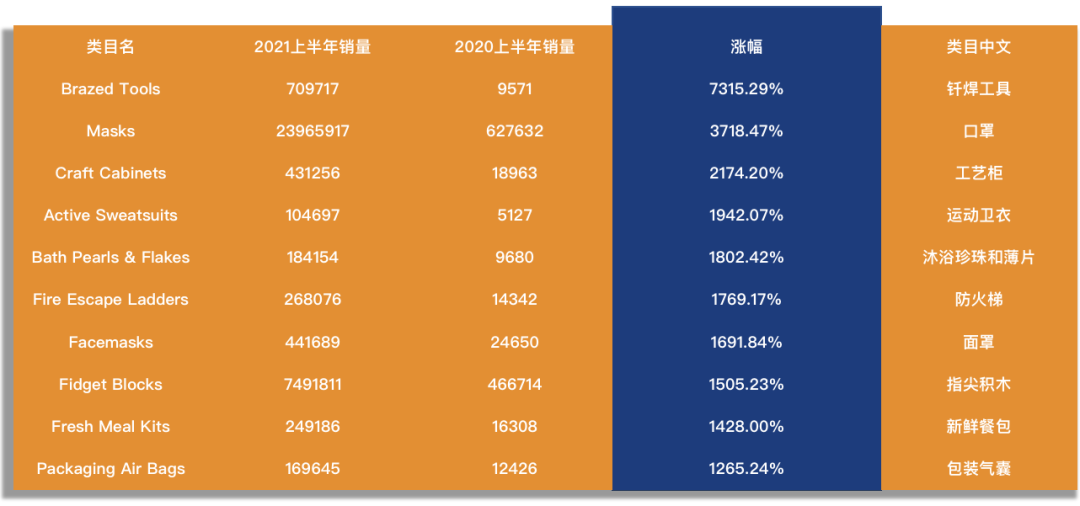 类目名 2021上半年销量 2020上半年销量 涨幅 类目中文
Brazed Tools 709717 9571 7315.29% 钎焊工具
Masks 23965917 627632 3718.47% 口罩
Craft Cabinets 431256 18963 2174.20% 工艺柜
Active Sweatsuits 104697 5127 1942.07% 运动卫衣
Bath Pearls & Flakes 184154 9680 1802.42% 沐浴珍珠和薄片
Fire Escape Ladders 268076 14342 1769.17% 防火梯
Facemasks 441689 24650 1691.84% 面罩
Fidget Blocks 7491811 466714 1505.23% 指尖积木
Fresh Meal Kits 249186 16308 1428.00% 新鲜餐包
Packaging Air Bags 169645 12426 1265.24% 包装气囊